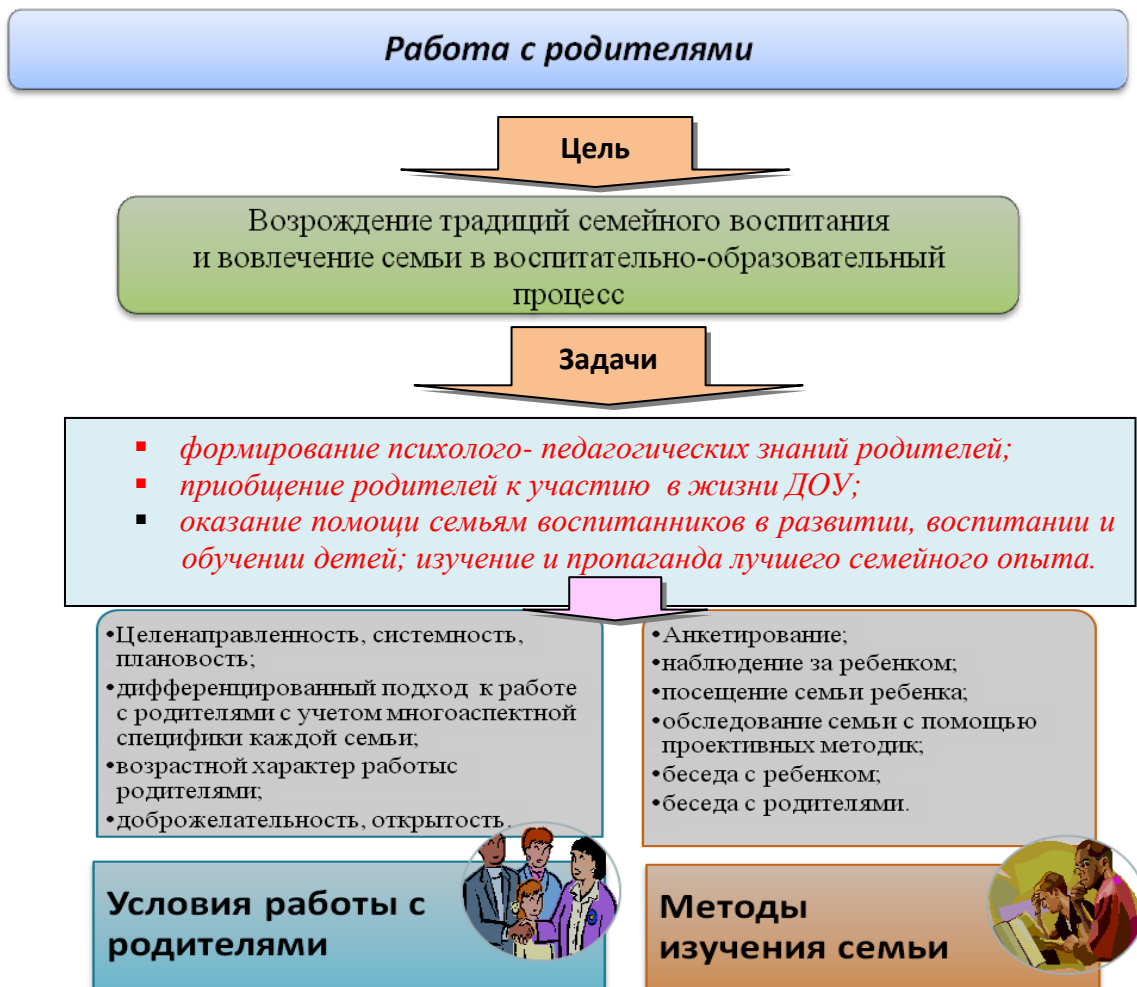 Работа с родителями
Цель
Возрождение традиций семейного воспитания
и вовлечение семьи в воспитательно-образовательный
процесс
Задачи
▪ формирование психолого- педагогических знаний родителей;
▪ приобщение родителей к участию в жизни ДОУ;
▪ оказание помощи семьям воспитанников в развитии, воспитании и
обучении детей; изучение и пропаганда лучшего семейного опыта.
•Целенаправленность, системность,
плановость;
•дифференцированный подход к работе
с родителями с учетом многоаспектной
специфики каждой семьи;
•возрастной характер работыс
родителями;
•доброжелательность, открытость.
Условия работы с
родителями
•Анкетирование;
•наблюдение за ребенком;
•посещение семьи ребенка;
•обследование семьи с помощью
проективных методик;
•беседа с ребенком;
•беседа с родителями.
Методы
изучения семьи